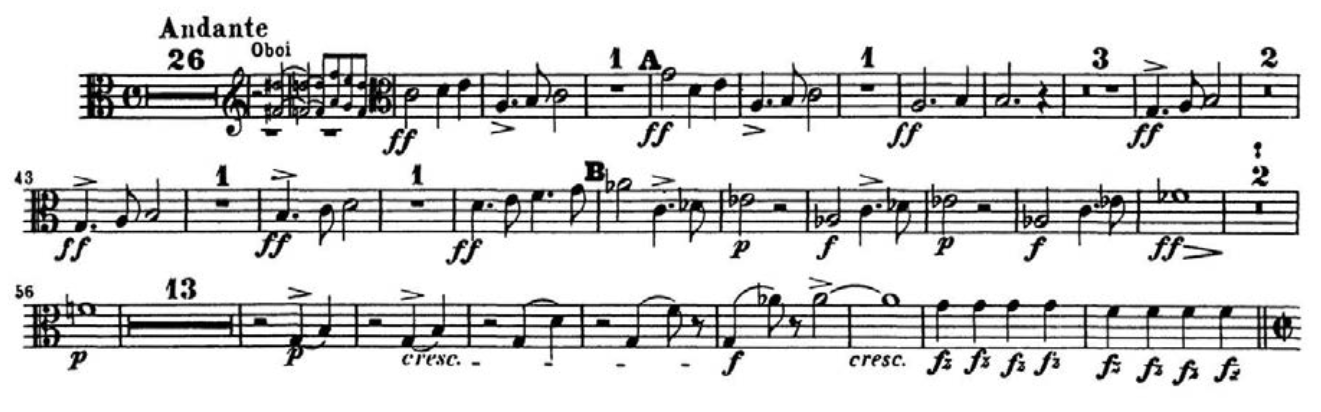 Andante
26 Oboi 1 A 1 3 2
ff ff ff ff
43 1 1 B 2
ff ff ff p f p f ff
56 13
p p cresc. f cresc. fz fz fz fz fz fz fz fz